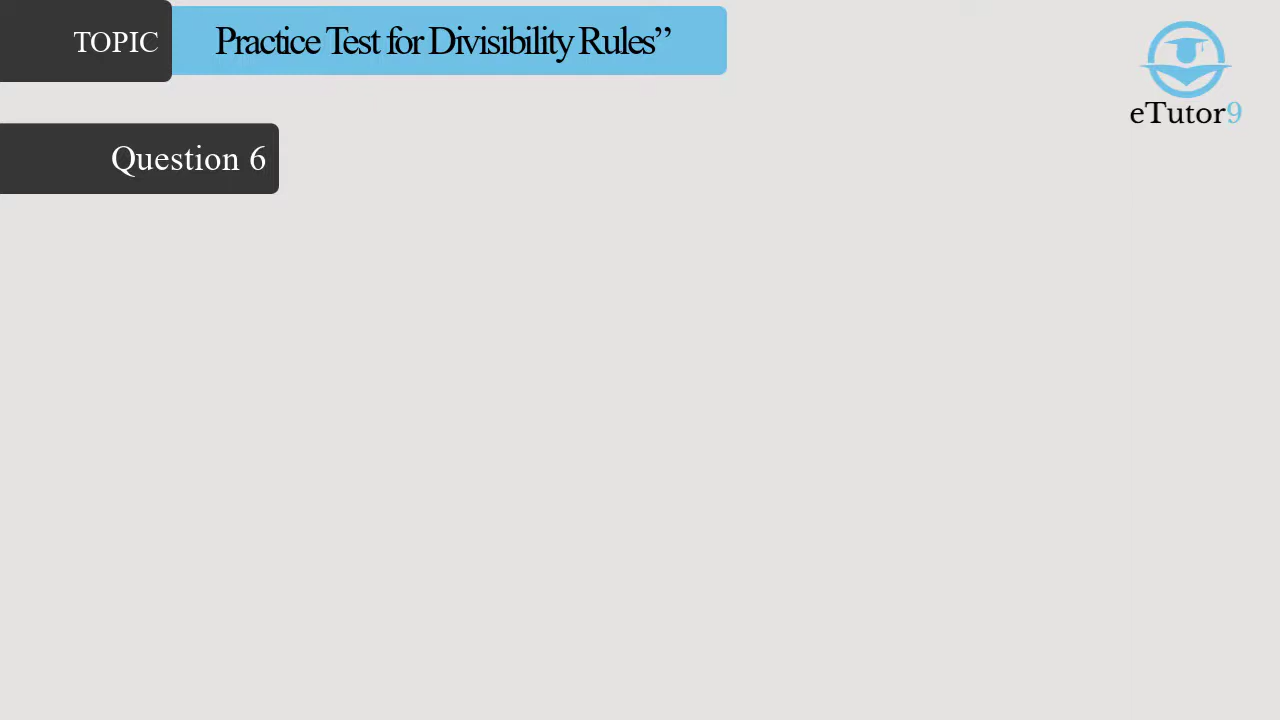 TOPIC
Practice Test for Divisibility Rules”
eTutor9
Question 6